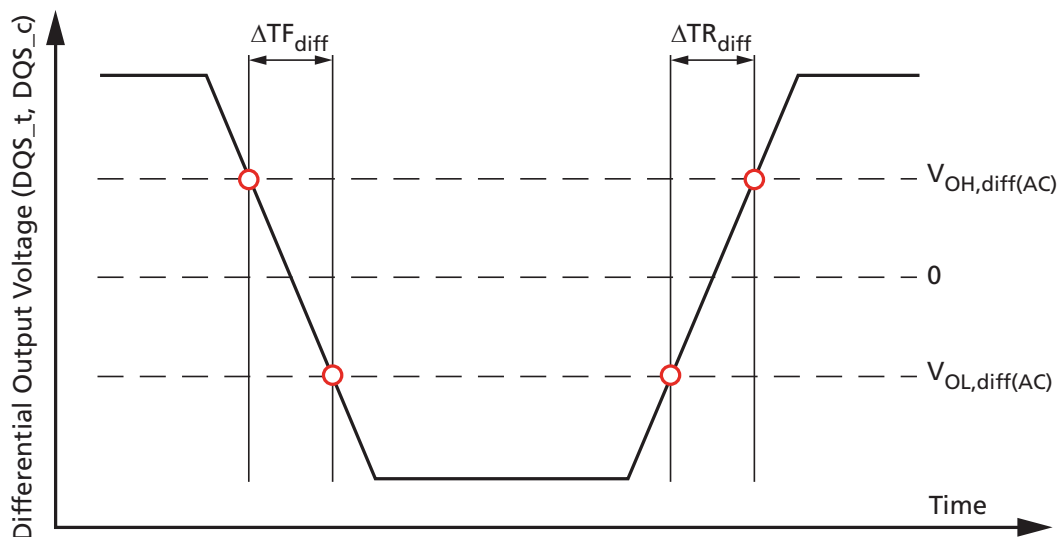 Differential Output Voltage (DQS_t, DQS_c)
ΔTF_diff
ΔTR_diff
V_OH,diff(AC)
0
V_OL,diff(AC)
Time